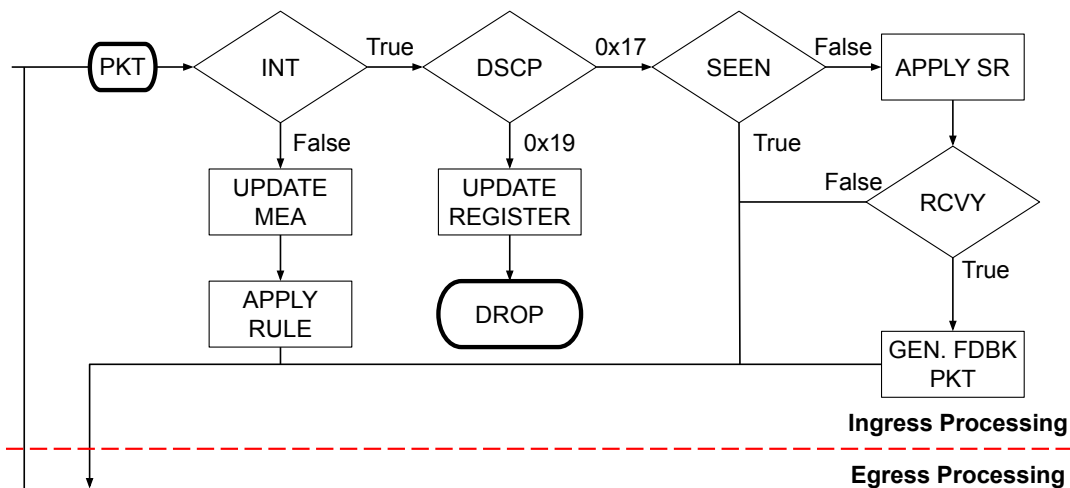 PKT
INT
True
DSCP
0x17
SEEN
False
APPLY SR
False
0x19
True
UPDATE
MEA
UPDATE
REGISTER
False
RCVY
True
APPLY
RULE
DROP
GEN. FDBK
PKT
Ingress Processing
Egress Processing